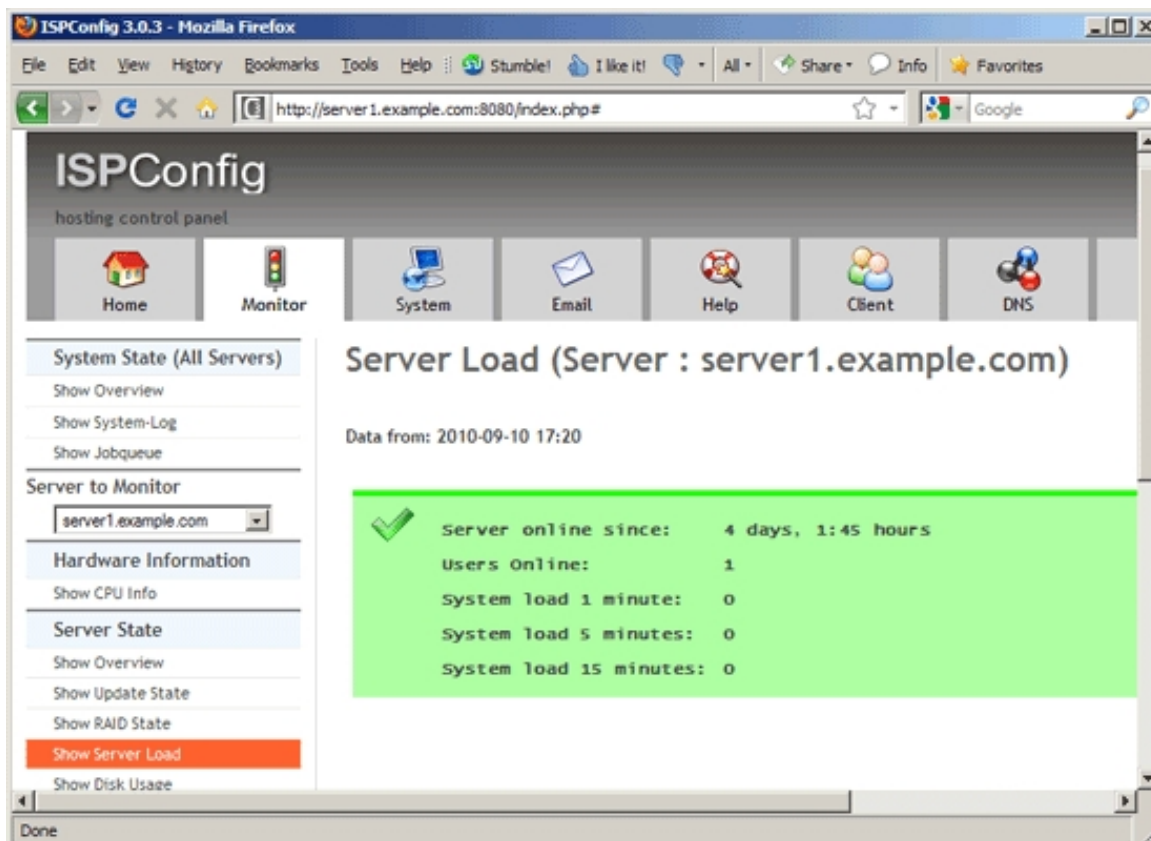 ISPConfig 3.0.3 - Mozilla Firefox
File Edit View History Bookmarks Tools Help Stumble! I like it! All Share Info Favorites
http://server1.example.com:8080/index.php# Google
ISPConfig
hosting control panel
Home Monitor System Email Help Client DNS
System State (All Servers)
Show Overview
Show System-Log
Show Jobqueue
Server to Monitor
server1.example.com
Hardware Information
Show CPU Info
Server State
Show Overview
Show Update State
Show RAID State
Show Server Load
Show Disk Usage
Server Load (Server : server1.example.com)
Data from: 2010-09-10 17:20
Server online since: 4 days, 1:45 hours
Users Online: 1
System load 1 minute: 0
System load 5 minutes: 0
System load 15 minutes: 0
Done